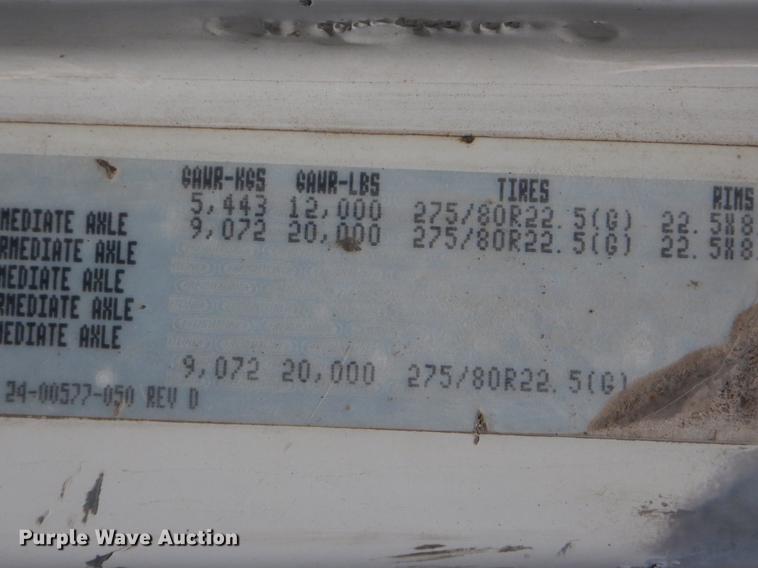 GAWR-KGS GAWR-LBS TIRES RIMS
5,443 12,000 275/80R22.5(G) 22.5X8
MEDIATE AXLE 9,072 20,000 275/80R22.5(G) 22.5X8
RMEDIATE AXLE
MEDIATE AXLE
RMEDIATE AXLE
MEDIATE AXLE
9,072 20,000 275/80R22.5(G)
24-00577-050 REV D
Purple Wave Auction